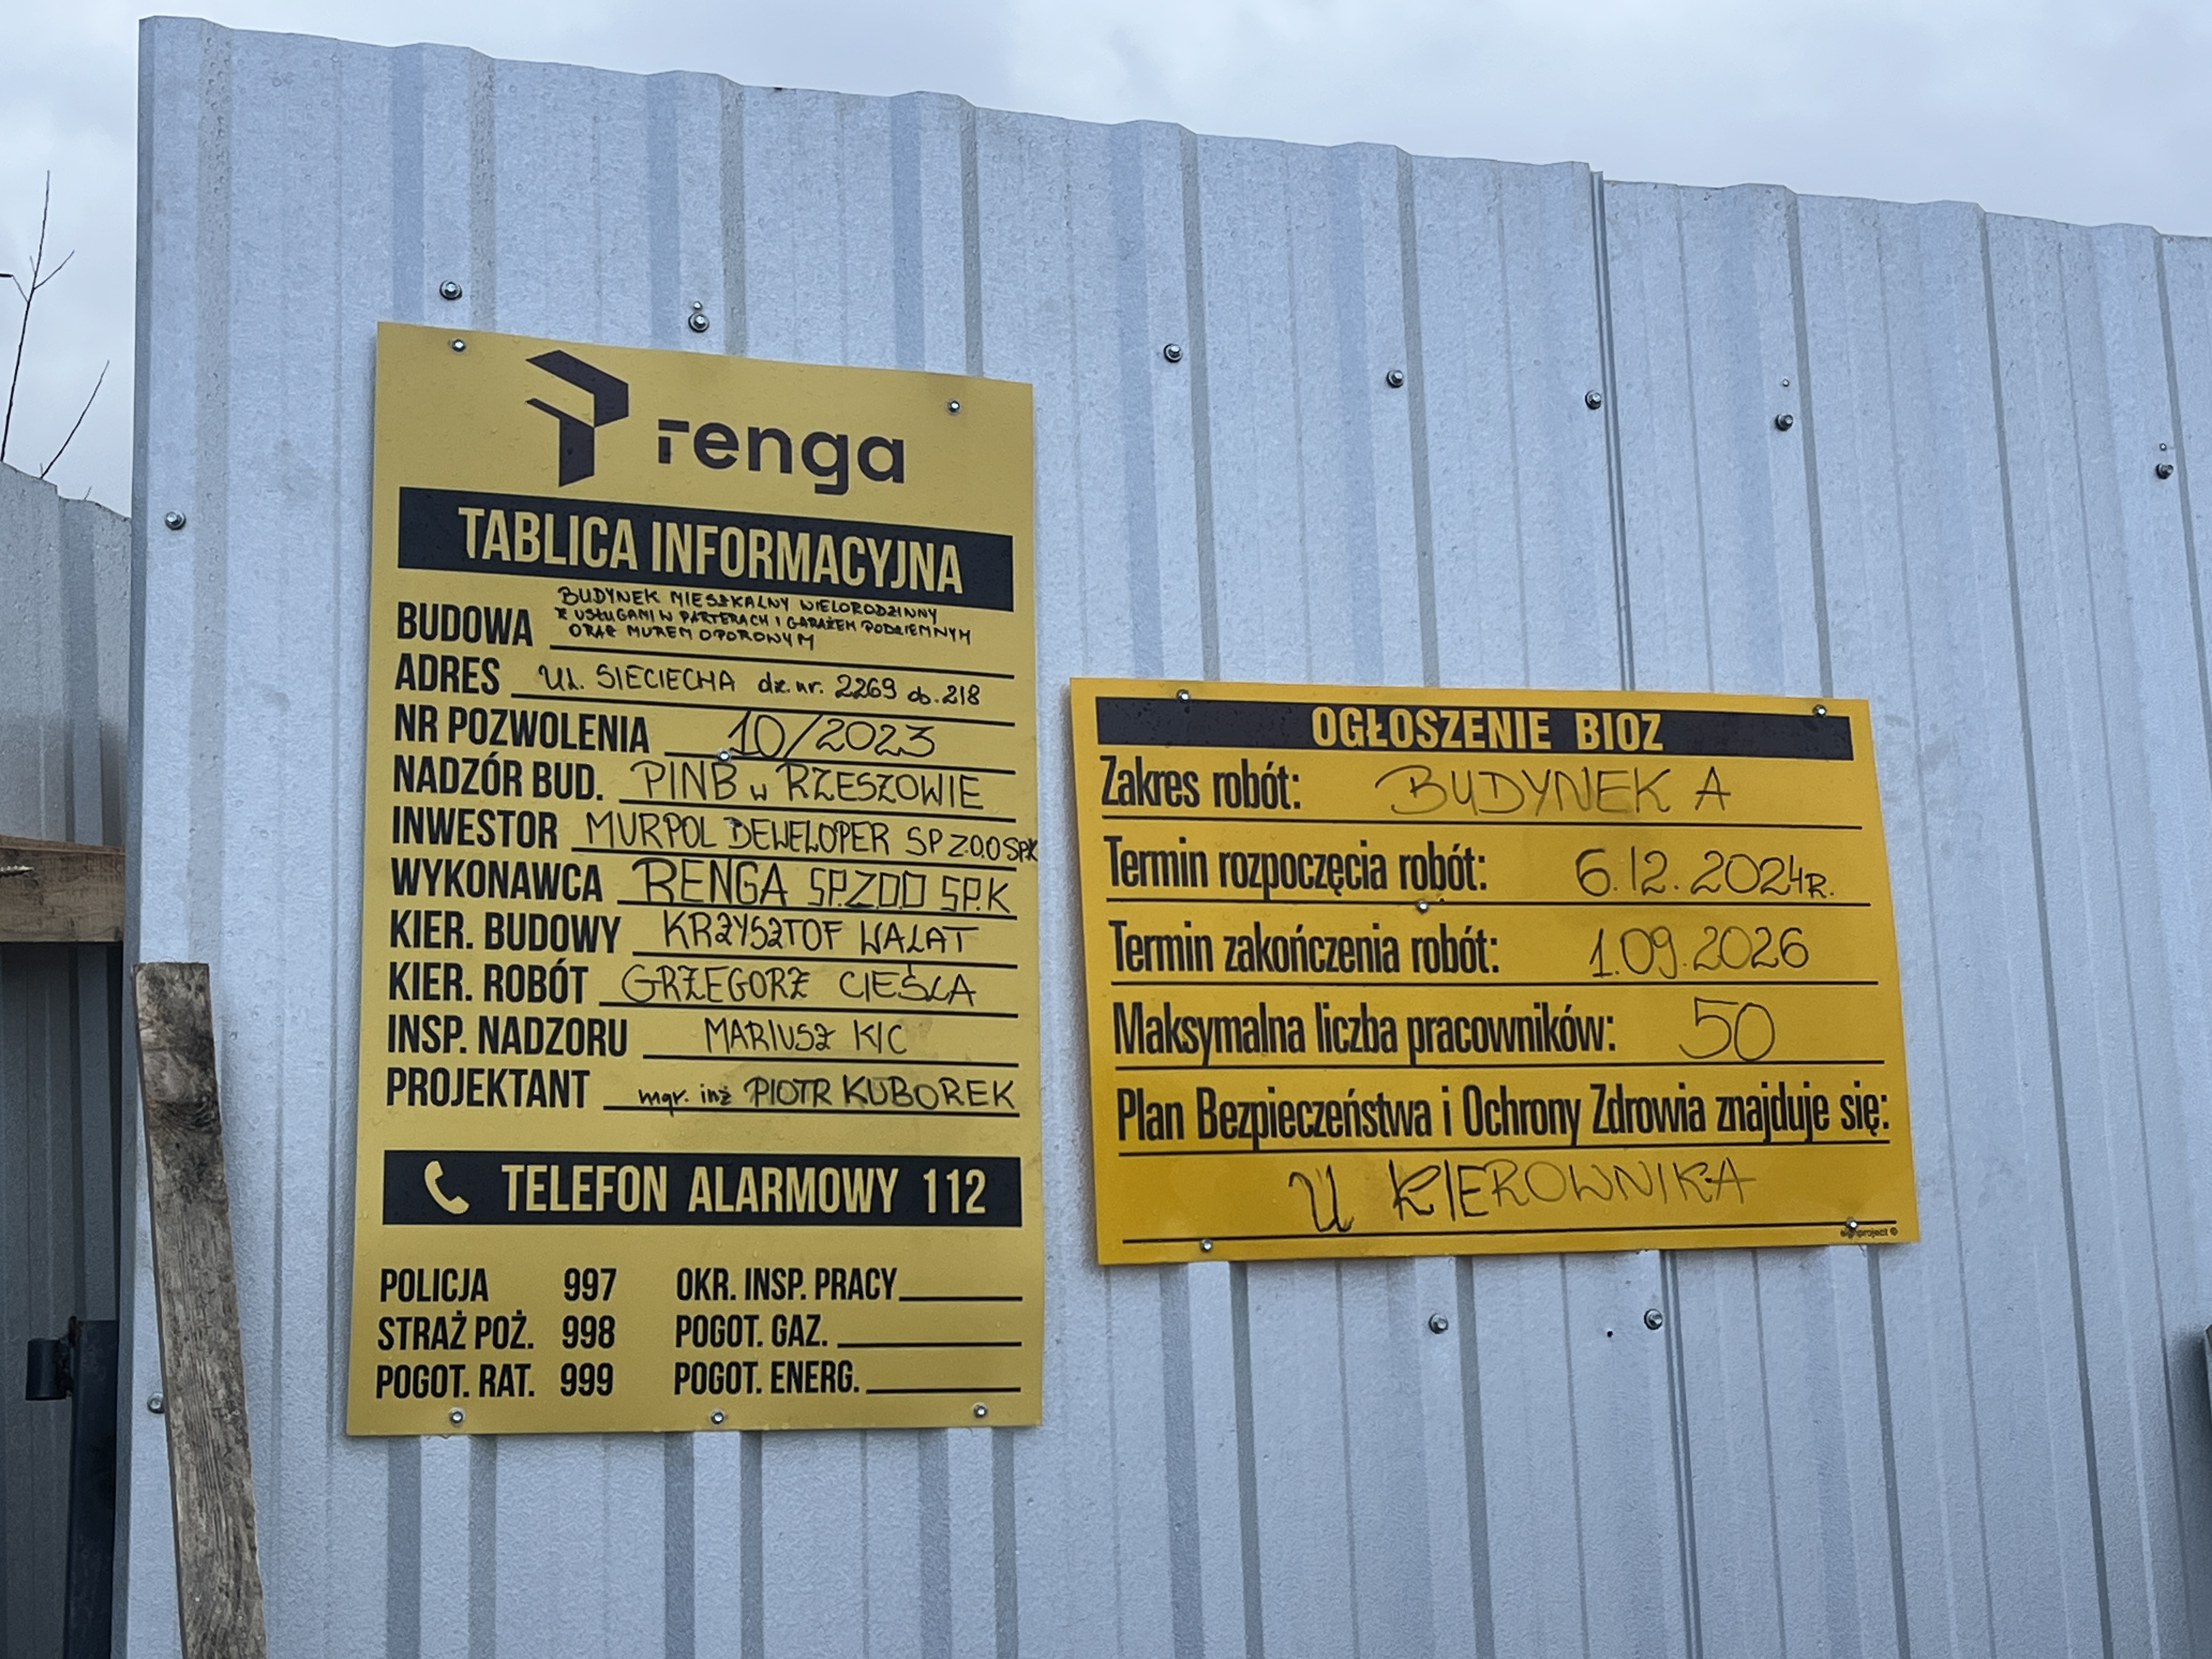 renga
TABLICA INFORMACYJNA
BUDOWA BUDYNEK MIESZKALNY WIELORODZINNY
Z USŁUGAMI W PARTERACH I GARAŻEM PODZIEMNYM
ORAZ MUREM OPOROWYM
ADRES UL. SIECIECHA dz. nr. 2269 ob. 218
NR POZWOLENIA 10/2023
NADZÓR BUD. PINB w RZESZOWIE
INWESTOR MURPOL DEWELOPER SP Z.O.O SP.K
WYKONAWCA RENGA SP.Z.O.O SP.K
KIER. BUDOWY KRZYSZTOF WALAT
KIER. ROBÓT GRZEGORZ CIEŚLA
INSP. NADZORU MARIUSZ KIC
PROJEKTANT mgr. inż PIOTR KUBOREK
TELEFON ALARMOWY 112
POLICJA 997 OKR. INSP. PRACY
STRAŻ POŻ. 998 POGOT. GAZ.
POGOT. RAT. 999 POGOT. ENERG.
OGŁOSZENIE BIOZ
Zakres robót: BUDYNEK A
Termin rozpoczęcia robót: 6.12.2024R.
Termin zakończenia robót: 1.09.2026
Maksymalna liczba pracowników: 50
Plan Bezpieczeństwa i Ochrony Zdrowia znajduje się:
U KIEROWNIKA